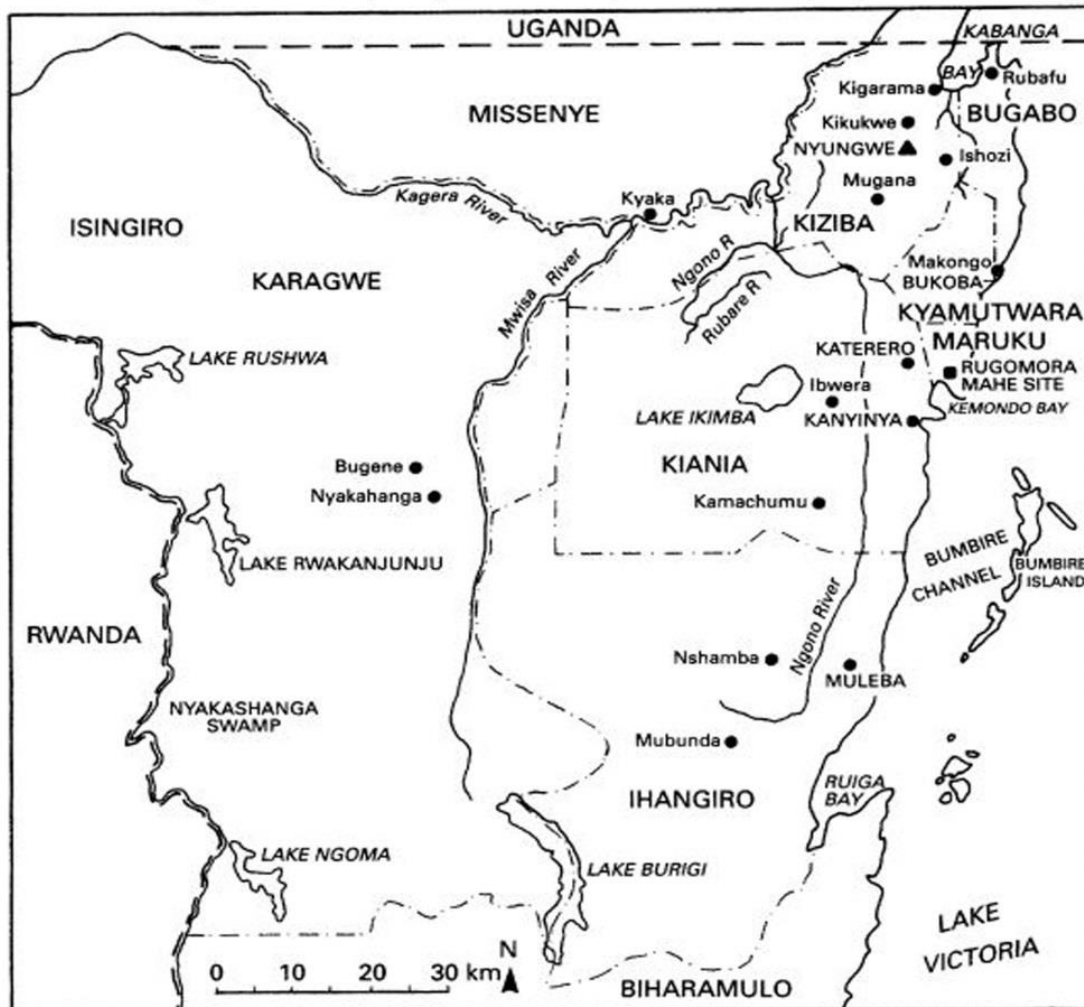 UGANDA
KABANGA
BAY
Rubafu
Kigarama
MISSENYE
BUGABO
Kikukwe
NYUNGWE
Ishozi
Kagera River
Mugana
Kyaka
ISINGIRO
KIZIBA
KARAGWE
Mwisa River
Ngono R
Makongo
BUKOBA
Rubare R
KYAMUTWARA
MARUKU
LAKE RUSHWA
KATERERO
RUGOMORA
MAHE SITE
Ibwera
LAKE IKIMBA
KANYINYA
KEMONDO BAY
Bugene
KIANIA
Nyakahanga
Kamachumu
LAKE RWAKANJUNJU
BUMBIRE
CHANNEL
BUMBIRE
ISLAND
RWANDA
Nshamba
Ngono River
MULEBA
NYAKASHANGA
SWAMP
Mubunda
RUIGA
BAY
IHANGIRO
LAKE NGOMA
LAKE BURIGI
LAKE
VICTORIA
N
0 10 20 30 km
BIHARAMULO